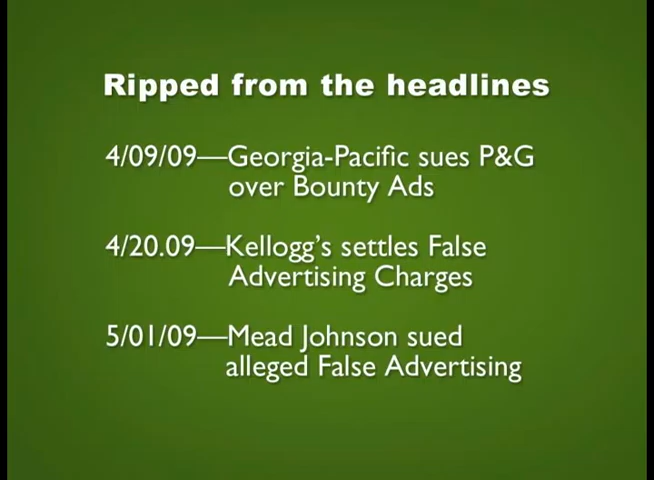 Ripped from the headlines
4/09/09—Georgia-Pacific sues P&G
over Bounty Ads
4/20.09—Kellogg's settles False
Advertising Charges
5/01/09—Mead Johnson sued
alleged False Advertising